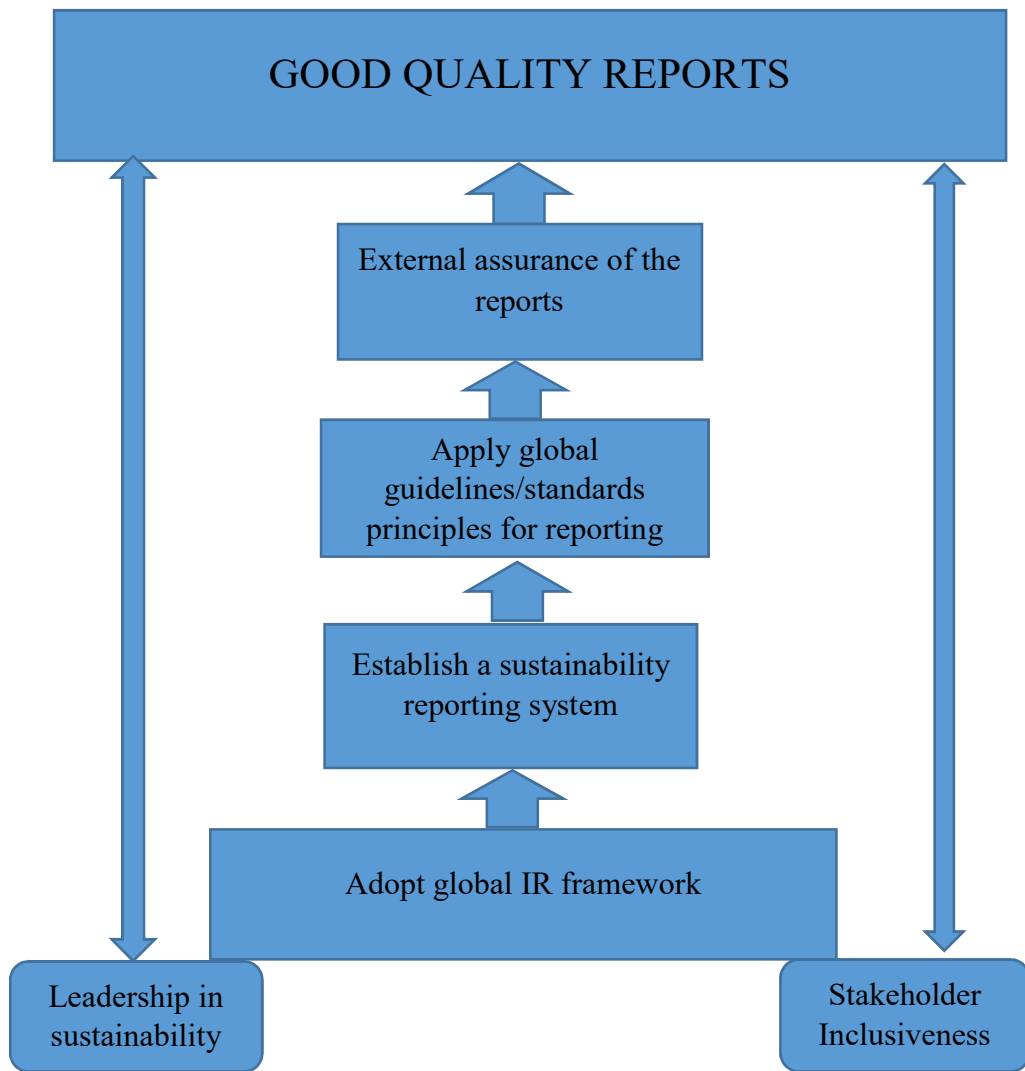 GOOD QUALITY REPORTS
External assurance of the
reports
Apply global
guidelines/standards
principles for reporting
Establish a sustainability
reporting system
Adopt global IR framework
Leadership in
sustainability
Stakeholder
Inclusiveness